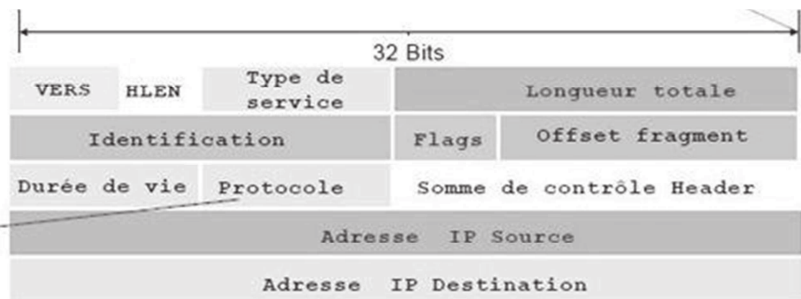 32 Bits
VERS HLEN Type de service Longueur totale
Identification Flags Offset fragment
Durée de vie Protocole Somme de contrôle Header
Adresse IP Source
Adresse IP Destination